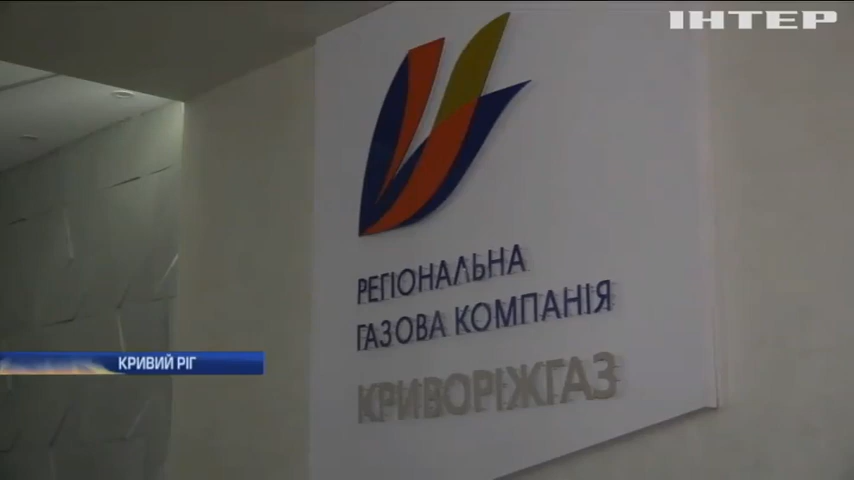 ІНТЕР
РЕГІОНАЛЬНА
ГАЗОВА КОМПАНІЯ
КРИВОРІЖГАЗ
КРИВИЙ РІГ